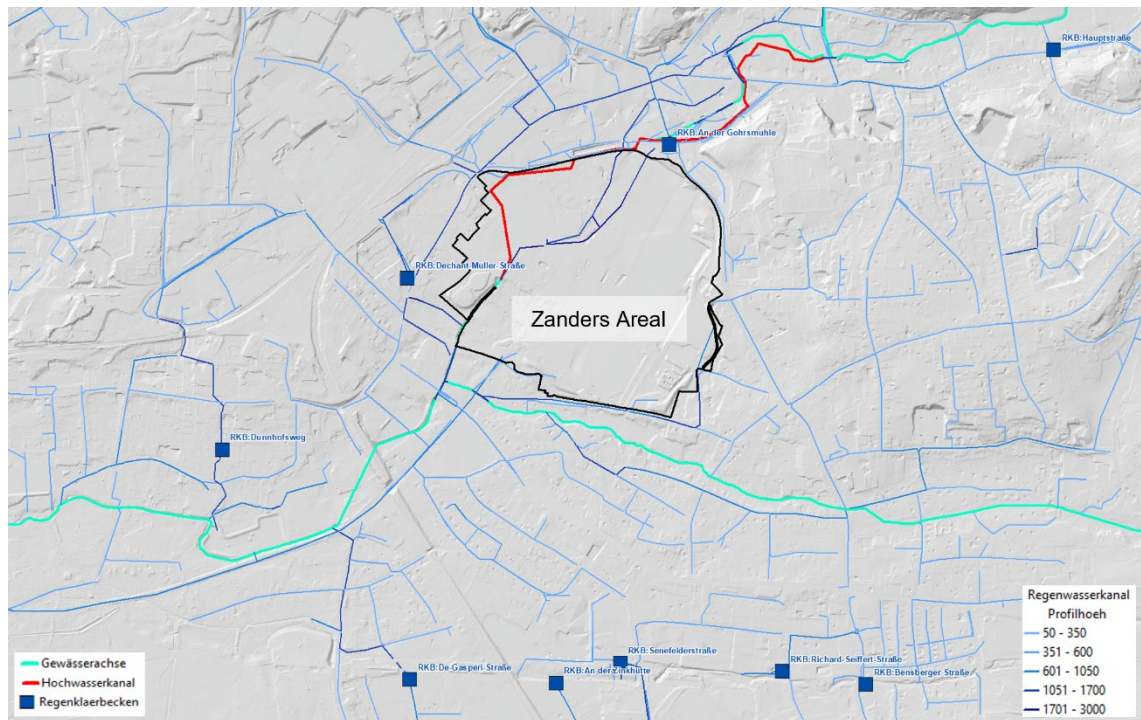 RKB:Hauptstraße
RKB:An der Gohrsmühle
RKB:Dechant-Müller-Straße
Zanders Areal
RKB:Dünnhofsweg
RKB:Senefelderstraße
RKB:De-Gasperi-Straße
RKB:An der Zinkhütte
RKB:Richard-Seiffert-Straße
RKB:Bensberger Straße
Gewässerachse
Hochwasserkanal
Regenklaerbecken
Regenwasserkanal
Profilhoeh
50 - 350
351 - 600
601 - 1050
1051 - 1700
1701 - 3000